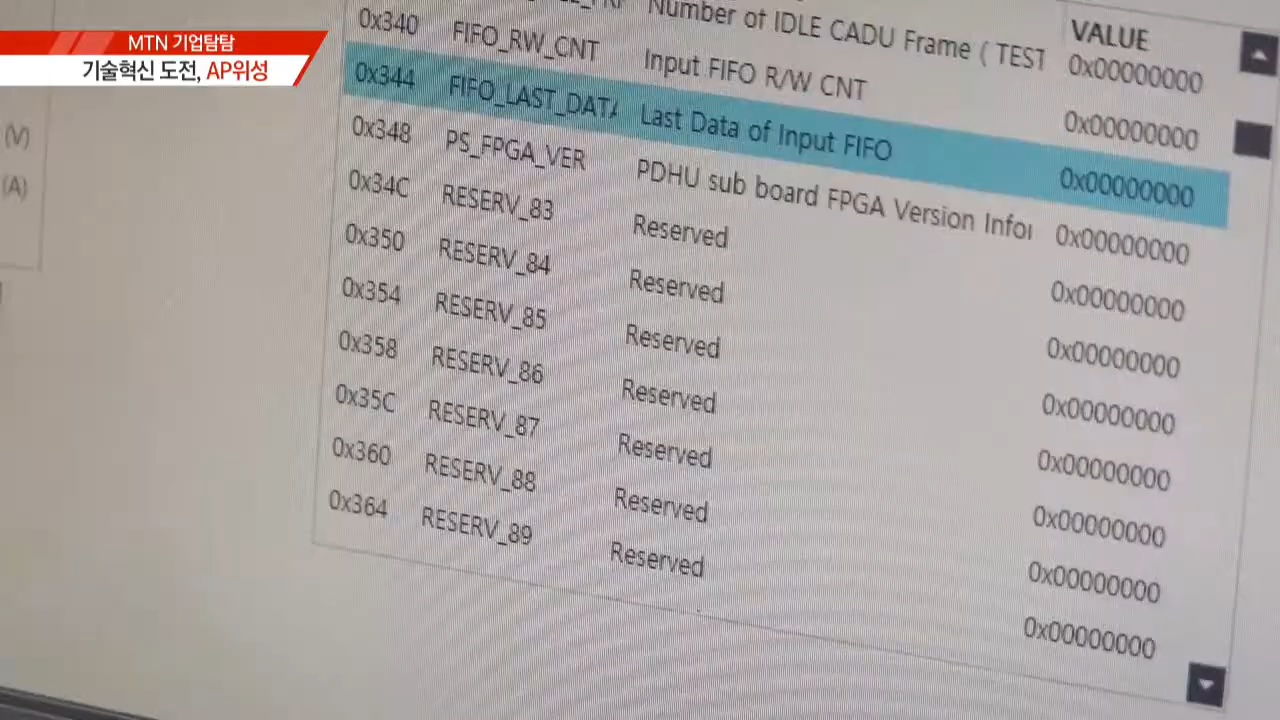 MTN 기업탐탐
기술혁신 도전, AP위성
(V)
(A)
Number of IDLE CADU Frame ( TEST
VALUE
0x00000000
0x340 FIFO_RW_CNT Input FIFO R/W CNT 0x00000000
0x344 FIFO_LAST_DATA Last Data of Input FIFO 0x00000000
0x348 PS_FPGA_VER PDHU sub board FPGA Version Infor 0x00000000
0x34C RESERV_83 Reserved 0x00000000
0x350 RESERV_84 Reserved 0x00000000
0x354 RESERV_85 Reserved 0x00000000
0x358 RESERV_86 Reserved 0x00000000
0x35C RESERV_87 Reserved 0x00000000
0x360 RESERV_88 Reserved 0x00000000
0x364 RESERV_89 Reserved 0x00000000